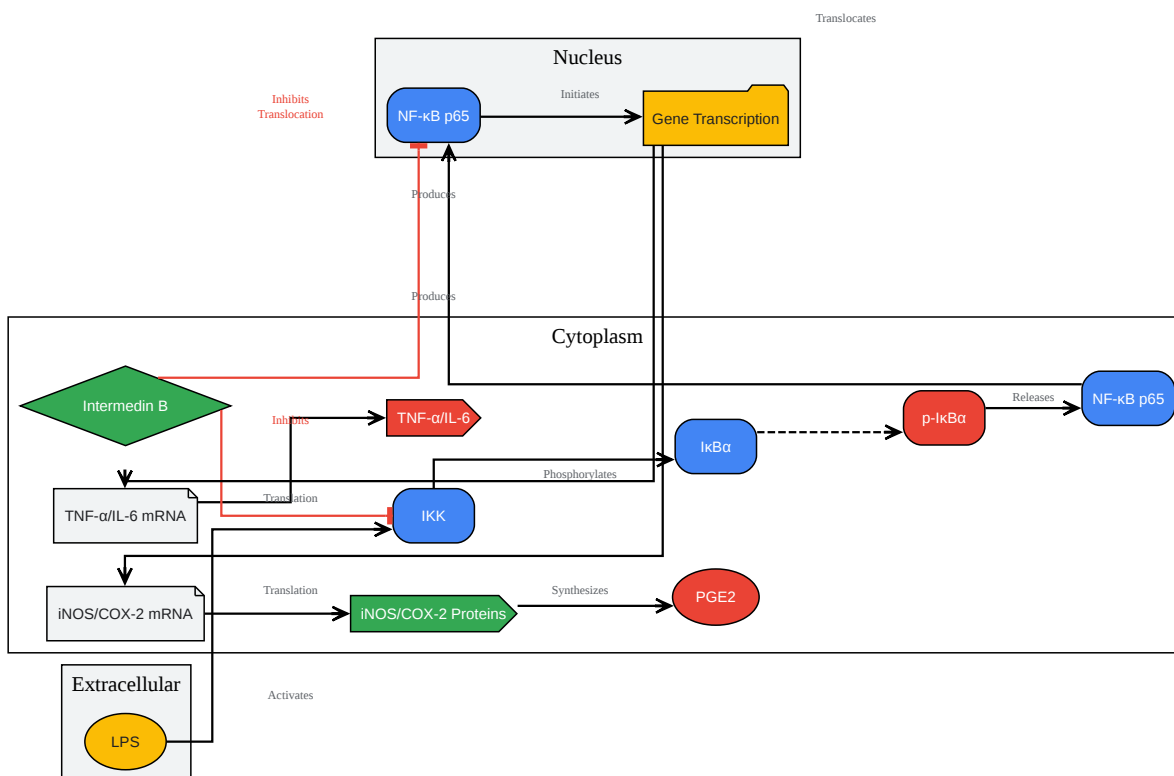 Translocates
Nucleus
Inhibits
Translocation
NF-κB p65
Initiates
Gene Transcription
Produces
Produces
Cytoplasm
Intermedin B
Inhibits
TNF-α/IL-6
IκBα
p-IκBα
Releases
NF-κB p65
Phosphorylates
TNF-α/IL-6 mRNA
Translation
IKK
iNOS/COX-2 mRNA
Translation
iNOS/COX-2 Proteins
Synthesizes
PGE2
Extracellular
Activates
LPS